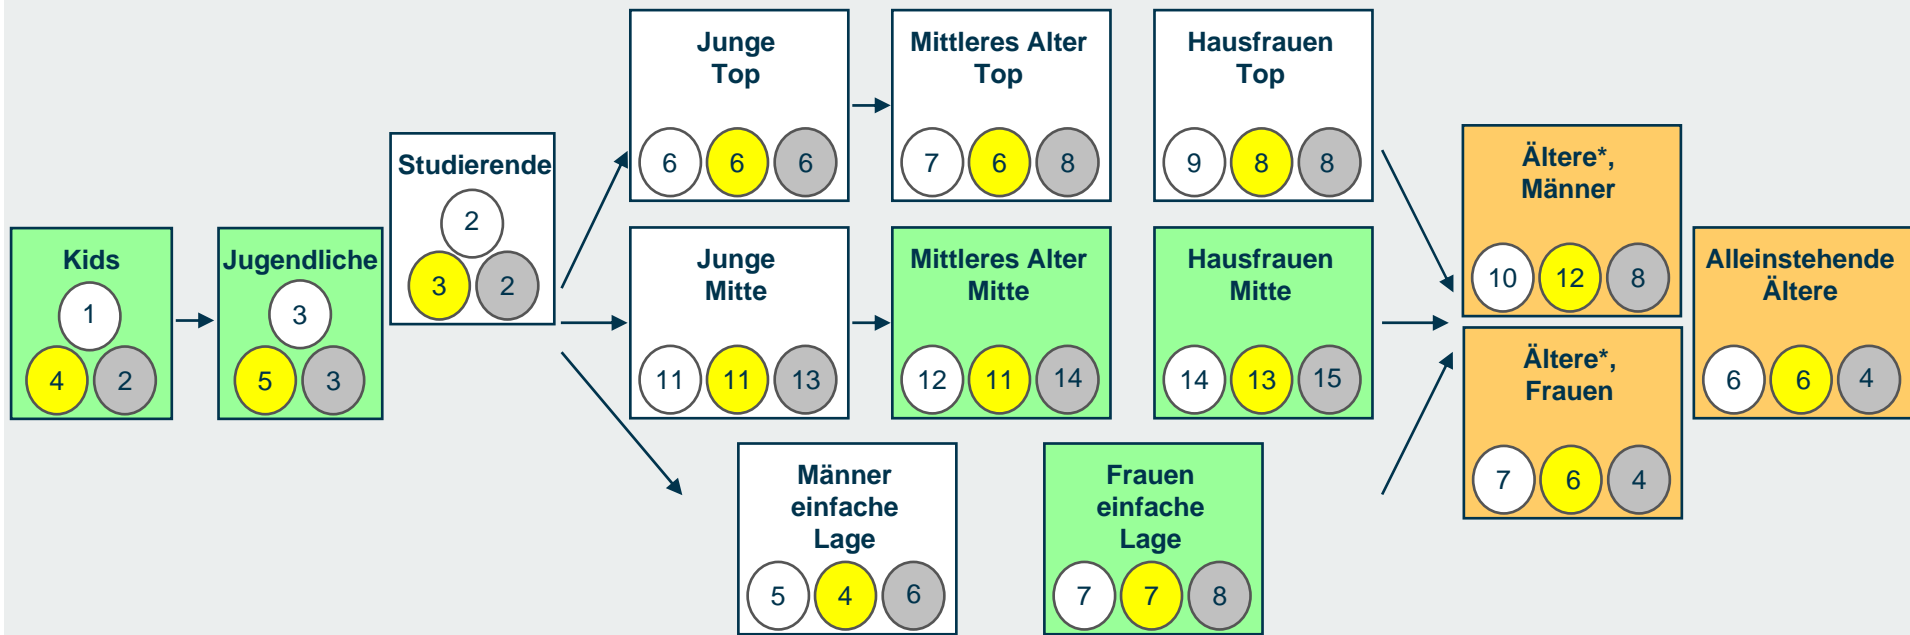 Kids
1
4 2
Jugendliche
3
5 3
Studierende
2
3 2
Junge
Top
6 6 6
Mittleres Alter
Top
7 6 8
Hausfrauen
Top
9 8 8
Junge
Mitte
11 11 13
Mittleres Alter
Mitte
12 11 14
Hausfrauen
Mitte
14 13 15
Männer
einfache
Lage
5 4 6
Frauen
einfache
Lage
7 7 8
Ältere*,
Männer
10 12 8
Ältere*,
Frauen
7 6 4
Alleinstehende
Ältere
6 6 4